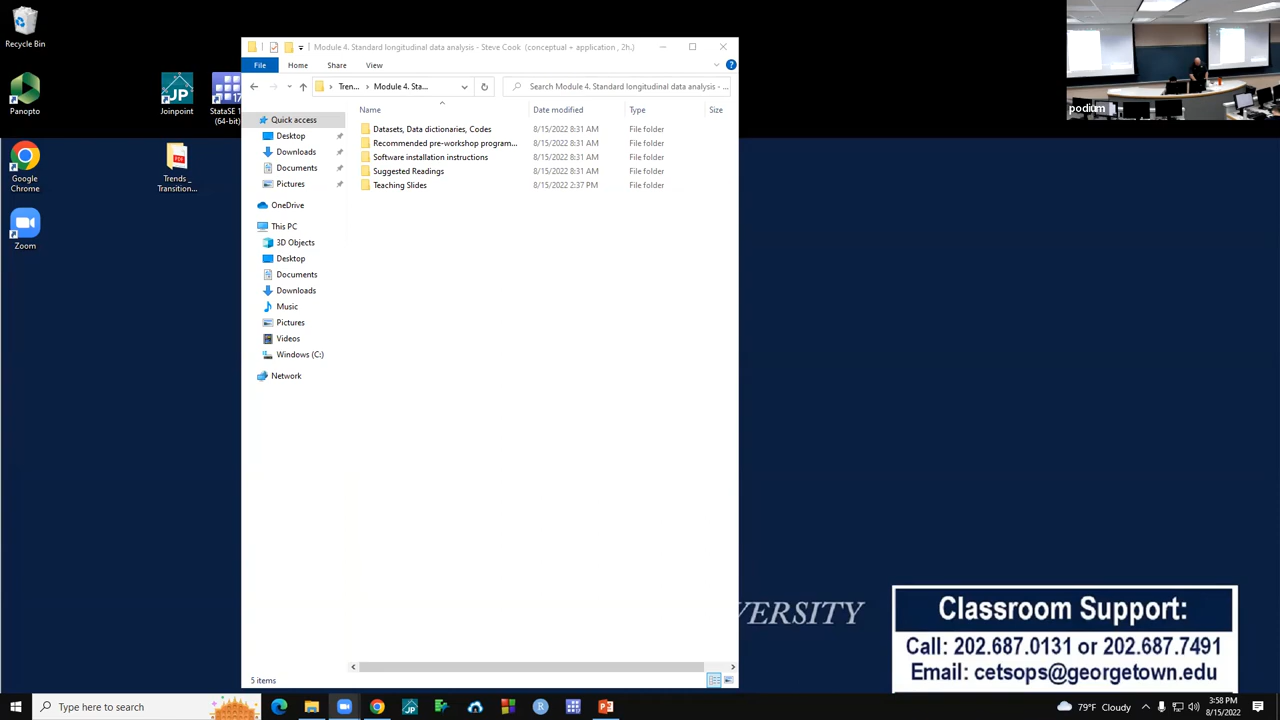 Recycle Bin
Panopto
Google
Chrome
Zoom
Joinpoint
StataSE 17
(64-bit)
Trends _
Transition...
Module 4. Standard longitudinal data analysis - Steve Cook (conceptual + application , 2h.)
File
Home
Share
View
Tren...
Module 4. Sta...
Search Module 4. Standard longitudinal data analysis - ...
Name
Date modified
Type
Size
Quick access
Desktop
Downloads
Documents
Pictures
OneDrive
This PC
3D Objects
Desktop
Documents
Downloads
Music
Pictures
Videos
Windows (C:)
Network
Datasets, Data dictionaries, Codes 8/15/2022 8:31 AM File folder
Recommended pre-workshop program... 8/15/2022 8:31 AM File folder
Software installation instructions 8/15/2022 8:31 AM File folder
Suggested Readings 8/15/2022 8:31 AM File folder
Teaching Slides 8/15/2022 2:37 PM File folder
5 items
podium
VERSITY
Classroom Support:
Call: 202.687.0131 or 202.687.7491
Email: cetsops@georgetown.edu
Type here to search
79°F Cloudy
3:58 PM
8/15/2022